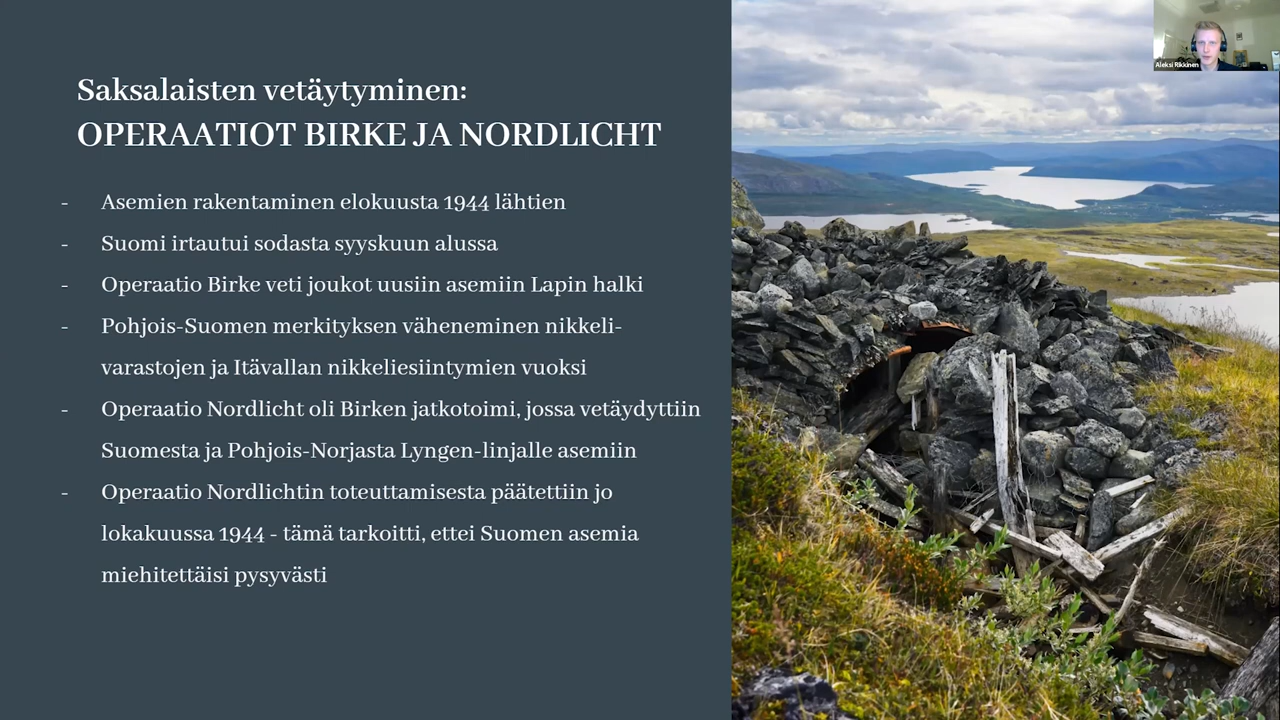 Saksalaisten vetäytyminen:
OPERAATIOT BIRKE JA NORDLICHT
- Asemien rakentaminen elokuusta 1944 lähtien
- Suomi irtautui sodasta syyskuun alussa
- Operaatio Birke veti joukot uusiin asemiin Lapin halki
- Pohjois-Suomen merkityksen väheneminen nikkeli-
varastojen ja Itävallan nikkeliesiintymien vuoksi
- Operaatio Nordlicht oli Birken jatkotoimi, jossa vetäydyttiin
Suomesta ja Pohjois-Norjasta Lyngen-linjalle asemiin
- Operaatio Nordlichtin toteuttamisesta päätettiin jo
lokakuussa 1944 - tämä tarkoitti, ettei Suomen asemia
miehitettäisi pysyvästi
Aleksi Rikkinen